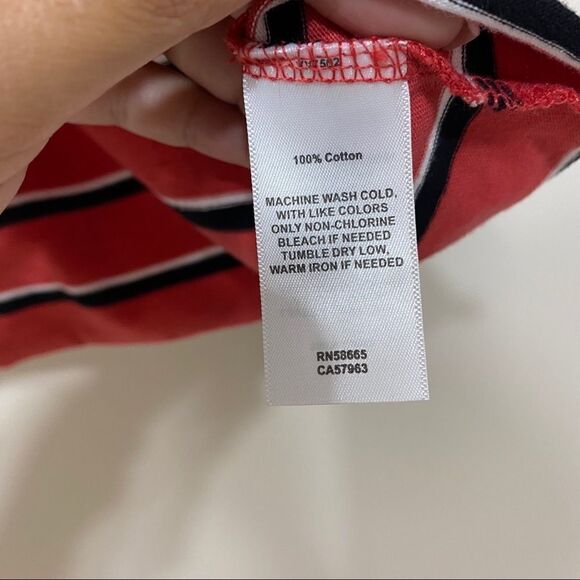 100% Cotton
MACHINE WASH COLD,
WITH LIKE COLORS
ONLY NON-CHLORINE
BLEACH IF NEEDED
TUMBLE DRY LOW,
WARM IRON IF NEEDED
RN58665
CA57963